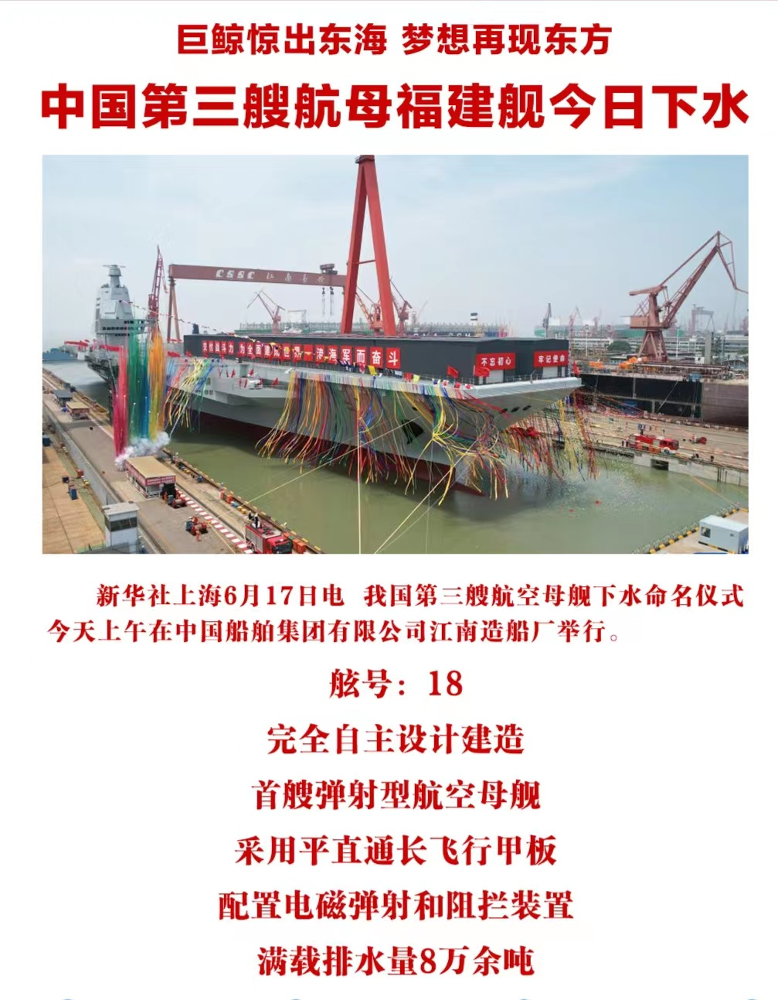 巨鲸惊出东海 梦想再现东方
中国第三艘航母福建舰今日下水
CSSC 江南造船
交付战斗力 为全面建成世界一流海军而奋斗
不忘初心
牢记使命
新华社上海6月17日电 我国第三艘航空母舰下水命名仪式
今天上午在中国船舶集团有限公司江南造船厂举行。
舷号：18
完全自主设计建造
首艘弹射型航空母舰
采用平直通长飞行甲板
配置电磁弹射和阻拦装置
满载排水量8万余吨